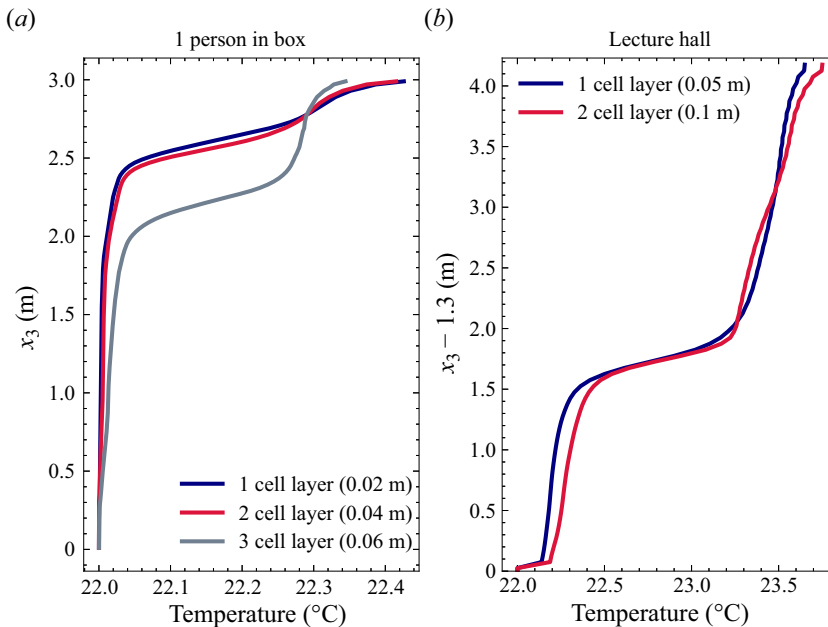 (a)
1 person in box
3.0
2.5
2.0
1.5
1.0
0.5
0
x3 (m)
1 cell layer (0.02 m)
2 cell layer (0.04 m)
3 cell layer (0.06 m)
22.0 22.1 22.2 22.3 22.4
Temperature (°C)
(b)
Lecture hall
4.0
3.5
3.0
2.5
2.0
1.5
1.0
0.5
0
x3 − 1.3 (m)
1 cell layer (0.05 m)
2 cell layer (0.1 m)
22.0 22.5 23.0 23.5
Temperature (°C)